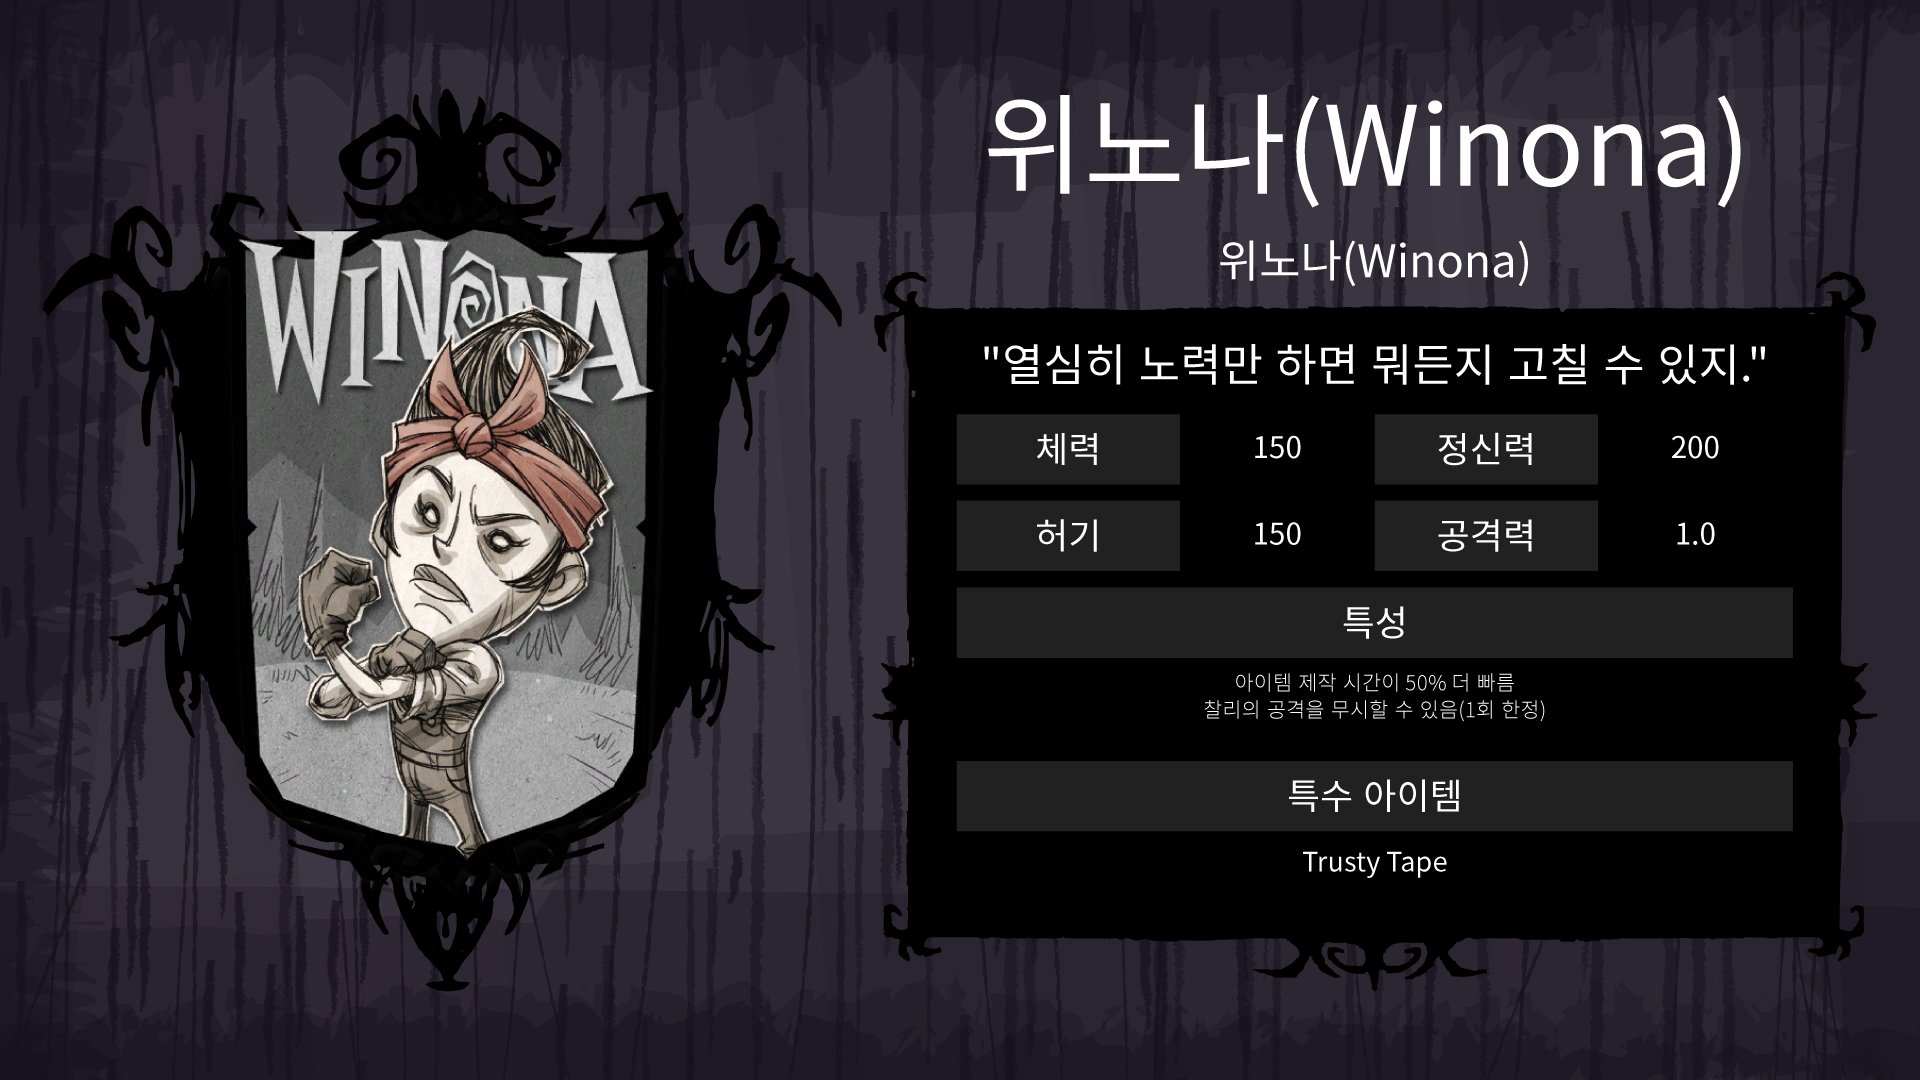 WINONA
위노나(Winona)
위노나(Winona)
"열심히 노력만 하면 뭐든지 고칠 수 있지."
체력 150 정신력 200
허기 150 공격력 1.0
특성
아이템 제작 시간이 50% 더 빠름
찰리의 공격을 무시할 수 있음(1회 한정)
특수 아이템
Trusty Tape